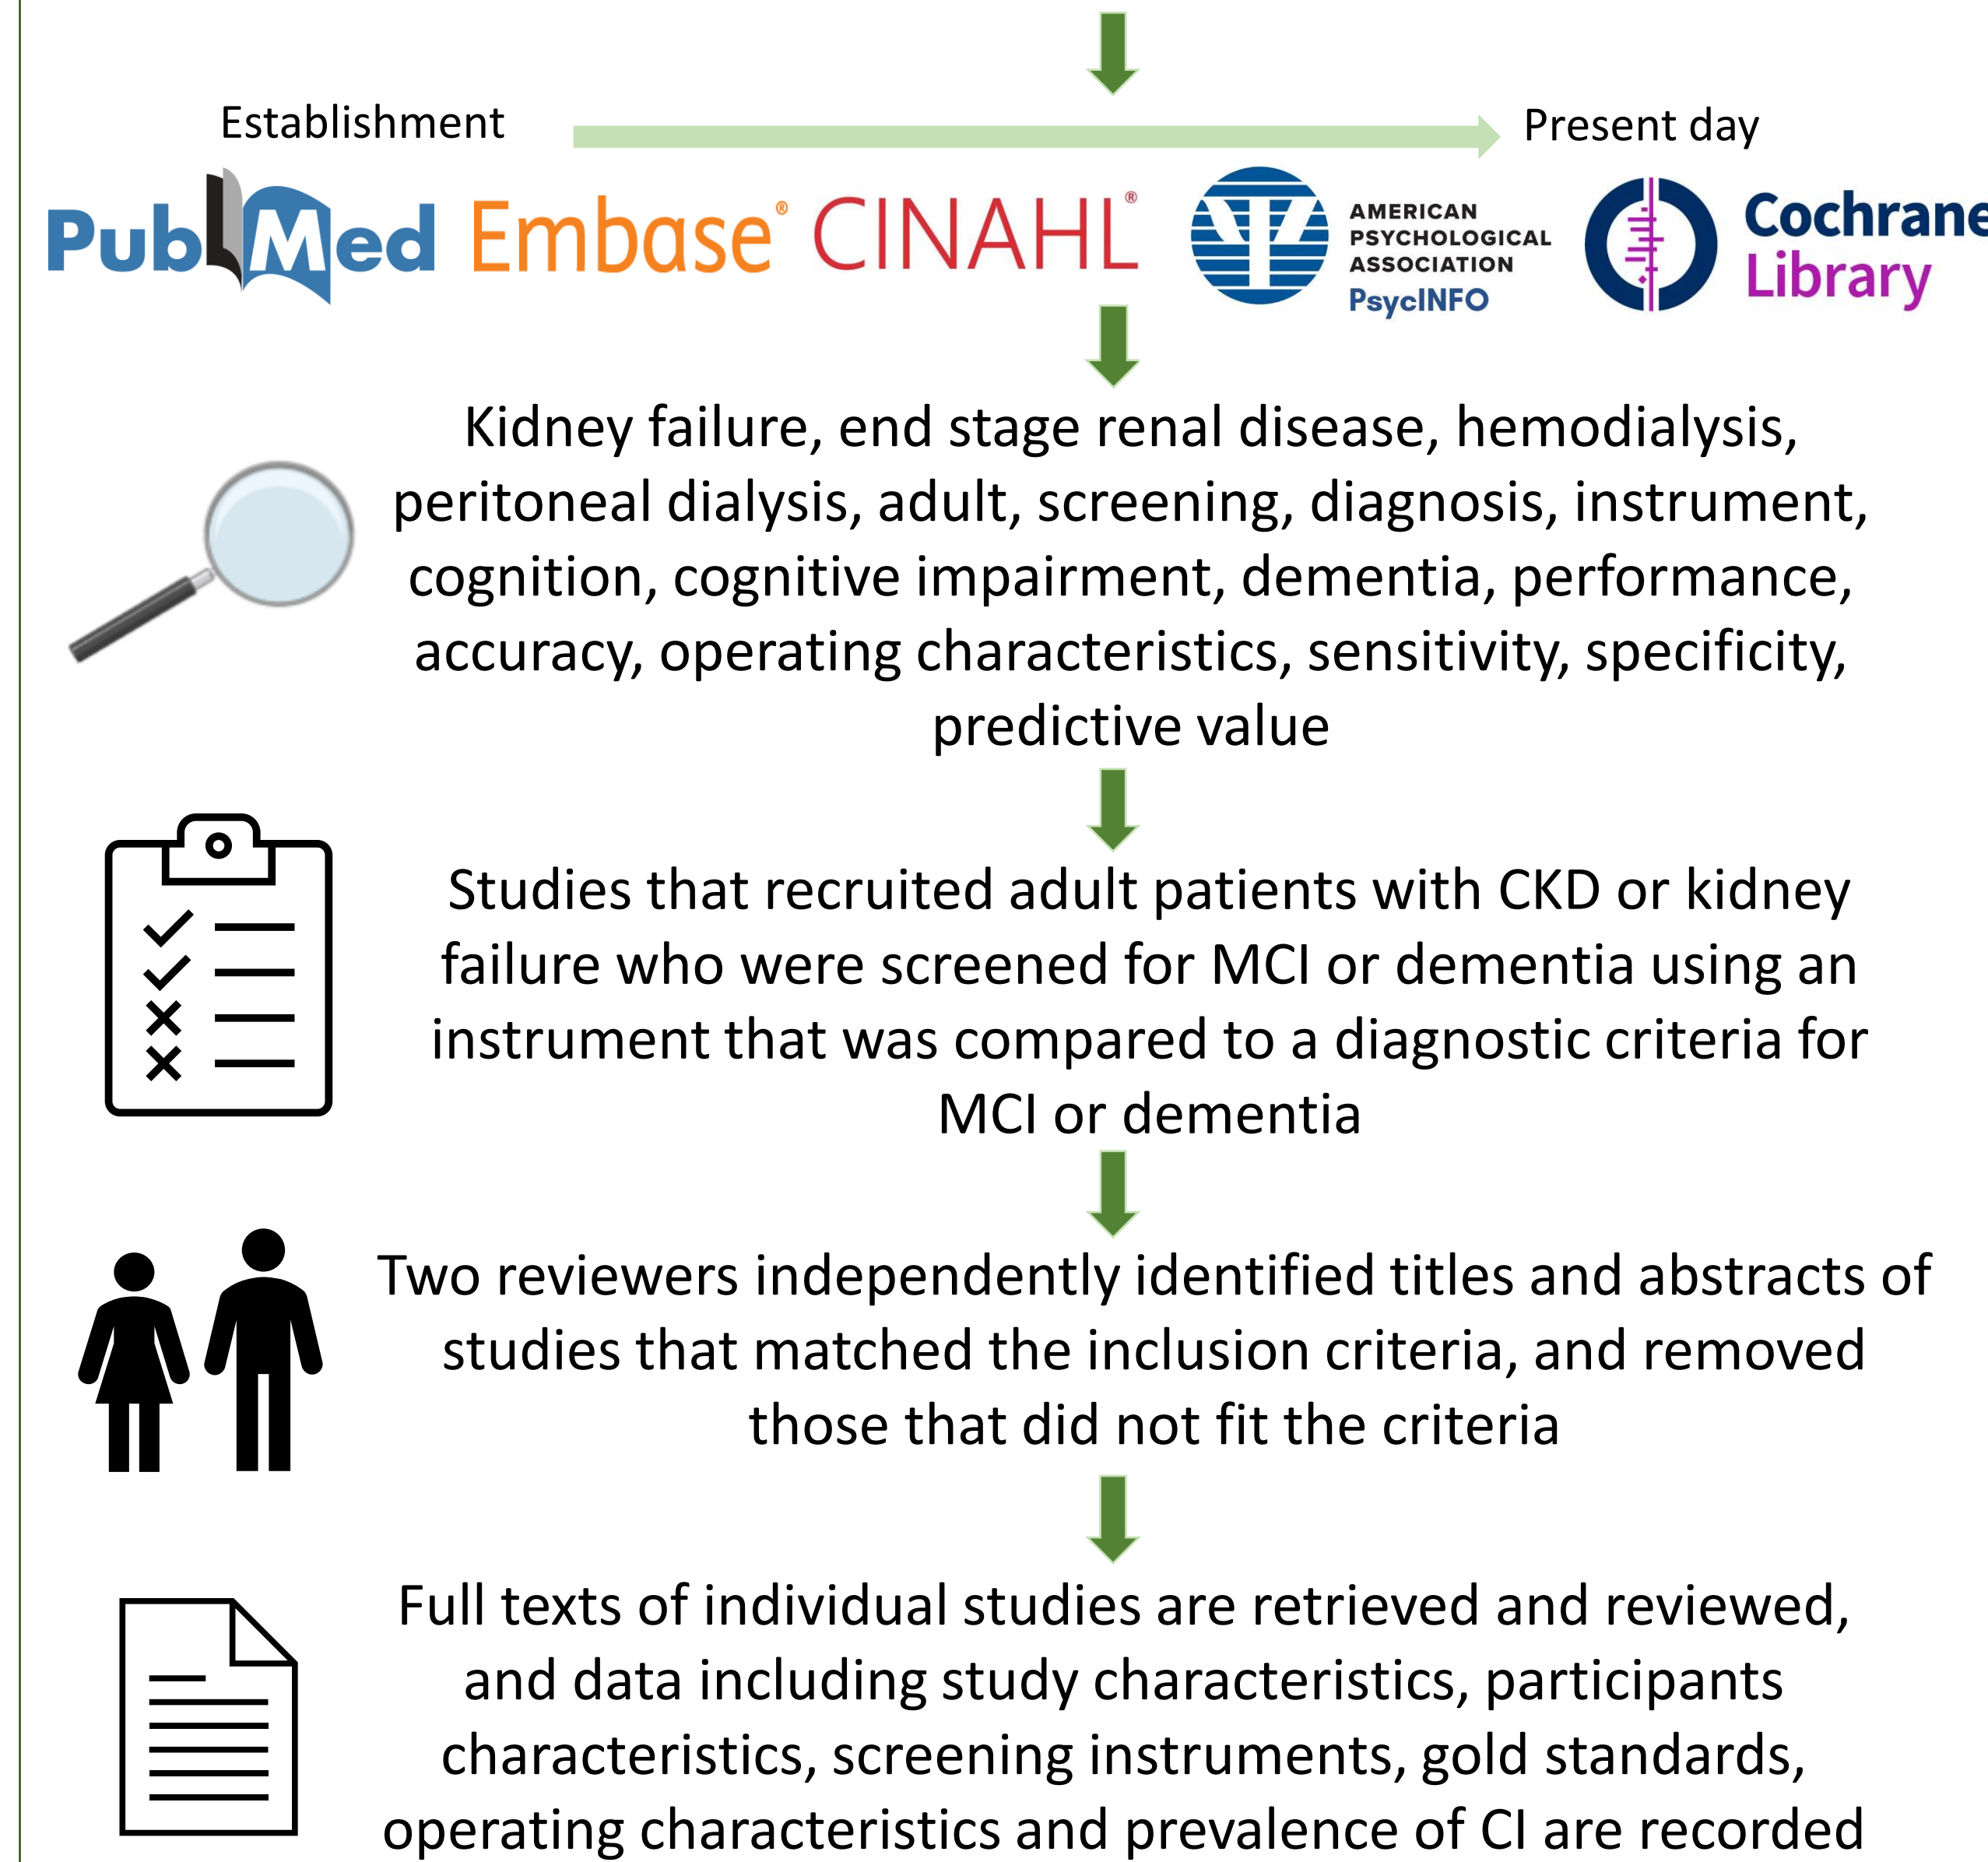 Establishment
Present day
PubMed
Embase®
CINAHL®
AMERICAN
PSYCHOLOGICAL
ASSOCIATION
PsycINFO
Cochrane
Library
Kidney failure, end stage renal disease, hemodialysis,
peritoneal dialysis, adult, screening, diagnosis, instrument,
cognition, cognitive impairment, dementia, performance,
accuracy, operating characteristics, sensitivity, specificity,
predictive value
Studies that recruited adult patients with CKD or kidney
failure who were screened for MCI or dementia using an
instrument that was compared to a diagnostic criteria for
MCI or dementia
Two reviewers independently identified titles and abstracts of
studies that matched the inclusion criteria, and removed
those that did not fit the criteria
Full texts of individual studies are retrieved and reviewed,
and data including study characteristics, participants
characteristics, screening instruments, gold standards,
operating characteristics and prevalence of CI are recorded